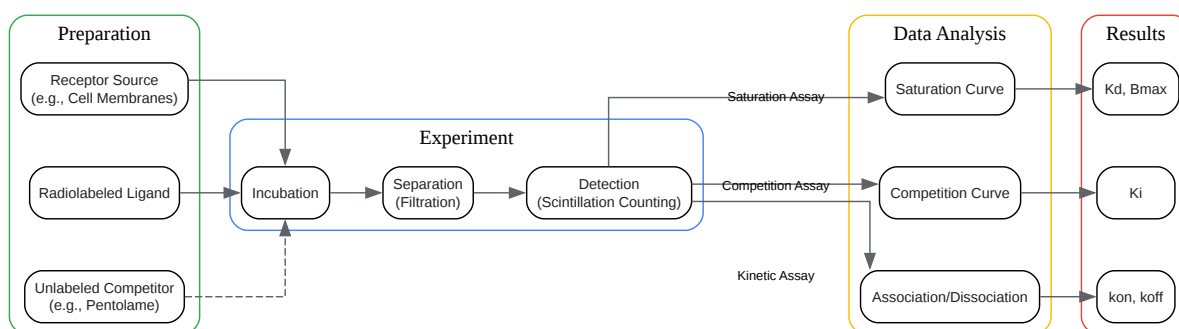 Preparation
Receptor Source
(e.g., Cell Membranes)
Radiolabeled Ligand
Unlabeled Competitor
(e.g., Pentolame)
Experiment
Incubation
Separation
(Filtration)
Detection
(Scintillation Counting)
Saturation Assay
Competition Assay
Kinetic Assay
Data Analysis
Saturation Curve
Competition Curve
Association/Dissociation
Results
Kd, Bmax
Ki
kon, koff